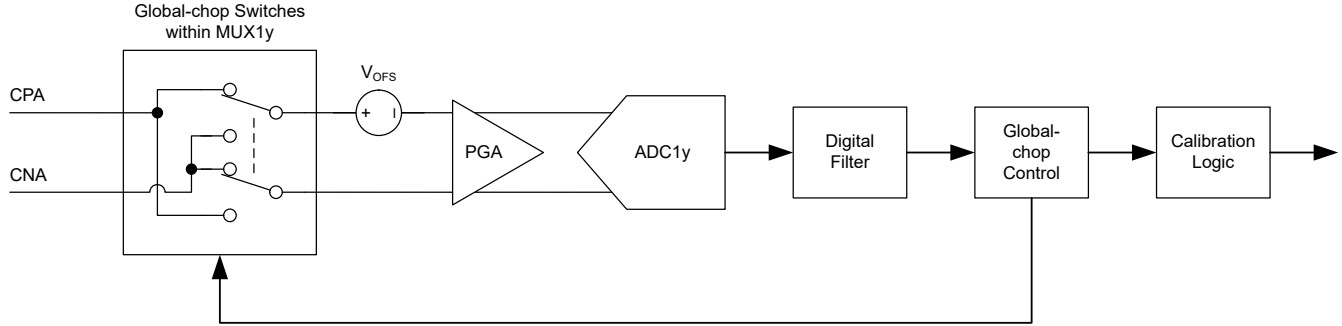 Global-chop Switches
within MUX1y
CPA
CNA
VOFS
+
–
PGA
ADC1y
Digital
Filter
Global-
chop
Control
Calibration
Logic